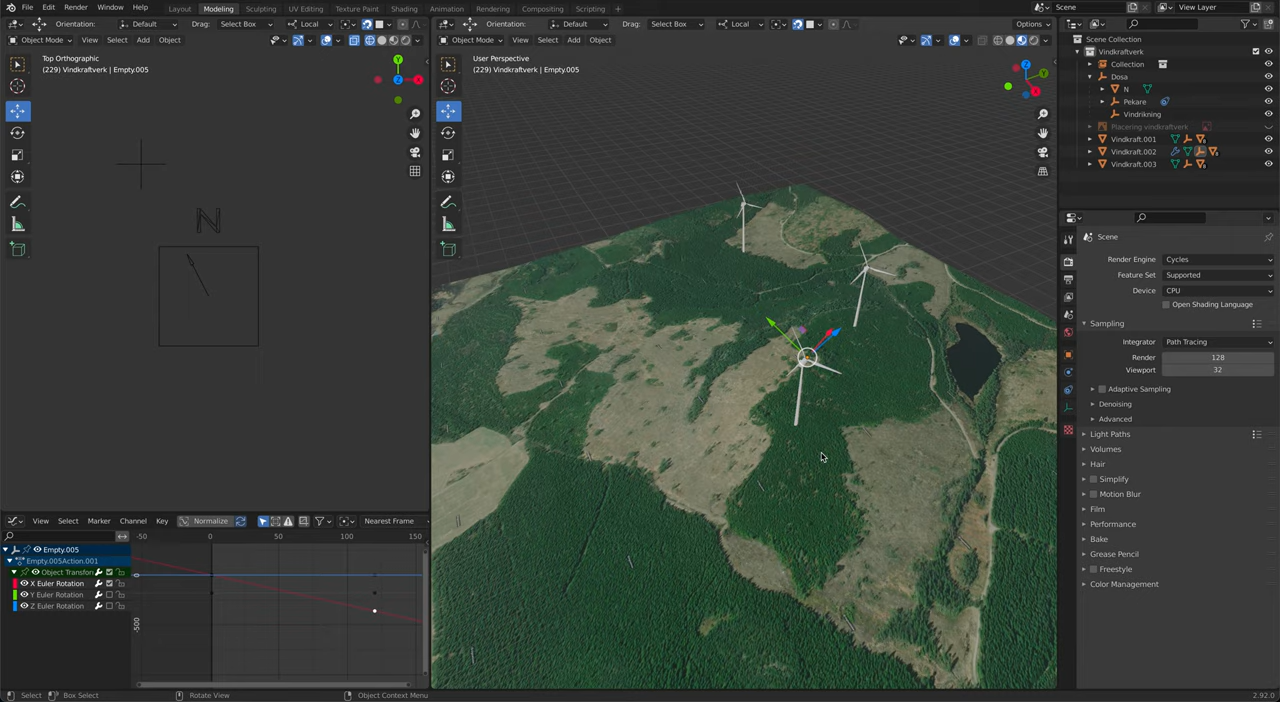 File Edit Render Window Help Layout Modeling Sculpting UV Editing Texture Paint Shading Animation Rendering Compositing Scripting + Scene View Layer
Orientation: Default Drag: Select Box Local
Orientation: Default Drag: Select Box Local Options
Object Mode View Select Add Object
Object Mode View Select Add Object
Top Orthographic
(229) Vindkraftverk | Empty.005
User Perspective
(229) Vindkraftverk | Empty.005
Y
X
Z
Z
Y
X
N
Scene Collection
Vindkraftverk
Collection
Dosa
N
Pekare
Vindrikning
Placering vindkraftverk
Vindkraft.001
Vindkraft.002
Vindkraft.003
Scene
Render Engine Cycles
Feature Set Supported
Device CPU
Open Shading Language
Sampling
Integrator Path Tracing
Render 128
Viewport 32
Adaptive Sampling
Denoising
Advanced
Light Paths
Volumes
Hair
Simplify
Motion Blur
Film
Performance
Bake
Grease Pencil
Freestyle
Color Management
View Select Marker Channel Key Normalize Nearest Frame
-50 0 50 100 150
Empty.005
Empty.005Action.001
Object Transfon
X Euler Rotation
Y Euler Rotation
Z Euler Rotation
0
-500
Select Box Select Rotate View Object Context Menu 2.92.0